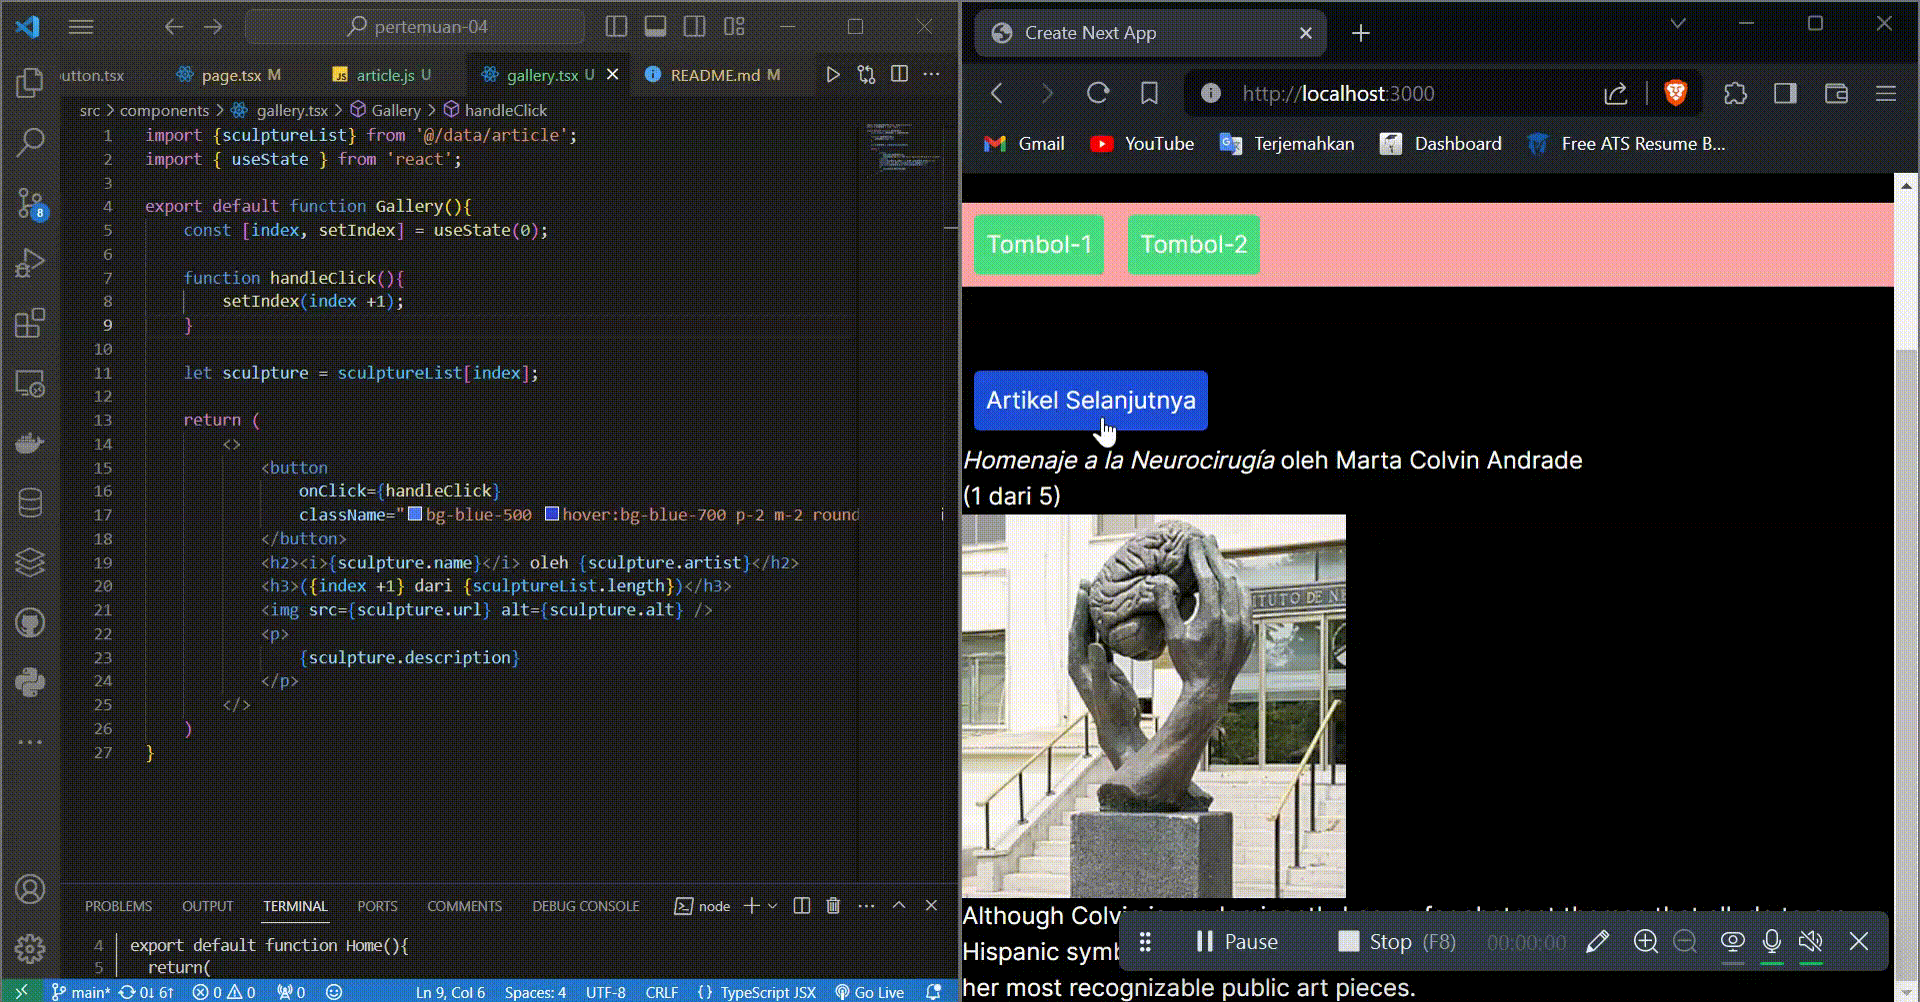 pertemuan-04
utton.tsx
page.tsx M
JS article.js U
gallery.tsx U
README.md M
src > components > gallery.tsx > Gallery > handleClick
1 import {sculptureList} from '@/data/article';
2 import { useState } from 'react';
3
4 export default function Gallery(){
5 const [index, setIndex] = useState(0);
6
7 function handleClick(){
8 setIndex(index +1);
9 }
10
11 let sculpture = sculptureList[index];
12
13 return (
14 <>
15 <button
16 onClick={handleClick}
17 className="bg-blue-500 hover:bg-blue-700 p-2 m-2 round
18 </button>
19 <h2><i>{sculpture.name}</i> oleh {sculpture.artist}</h2>
20 <h3>({index +1} dari {sculptureList.length})</h3>
21 <img src={sculpture.url} alt={sculpture.alt} />
22 <p>
23 {sculpture.description}
24 </p>
25 </>
26 )
27 }
8
PROBLEMS OUTPUT TERMINAL PORTS COMMENTS DEBUG CONSOLE node
4 export default function Home(){
5 return(
main* 0↓ 6↑ 0 0 0 Ln 9, Col 6 Spaces: 4 UTF-8 CRLF {} TypeScript JSX Go Live
Create Next App
http://localhost:3000
Gmail YouTube Terjemahkan Dashboard Free ATS Resume B...
Tombol-1 Tombol-2
Artikel Selanjutnya
Homenaje a la Neurocirugía oleh Marta Colvin Andrade
(1 dari 5)
TUTO DE NE
Although Colv
Hispanic symb
her most recognizable public art pieces.
Pause Stop (F8) 00:00:00